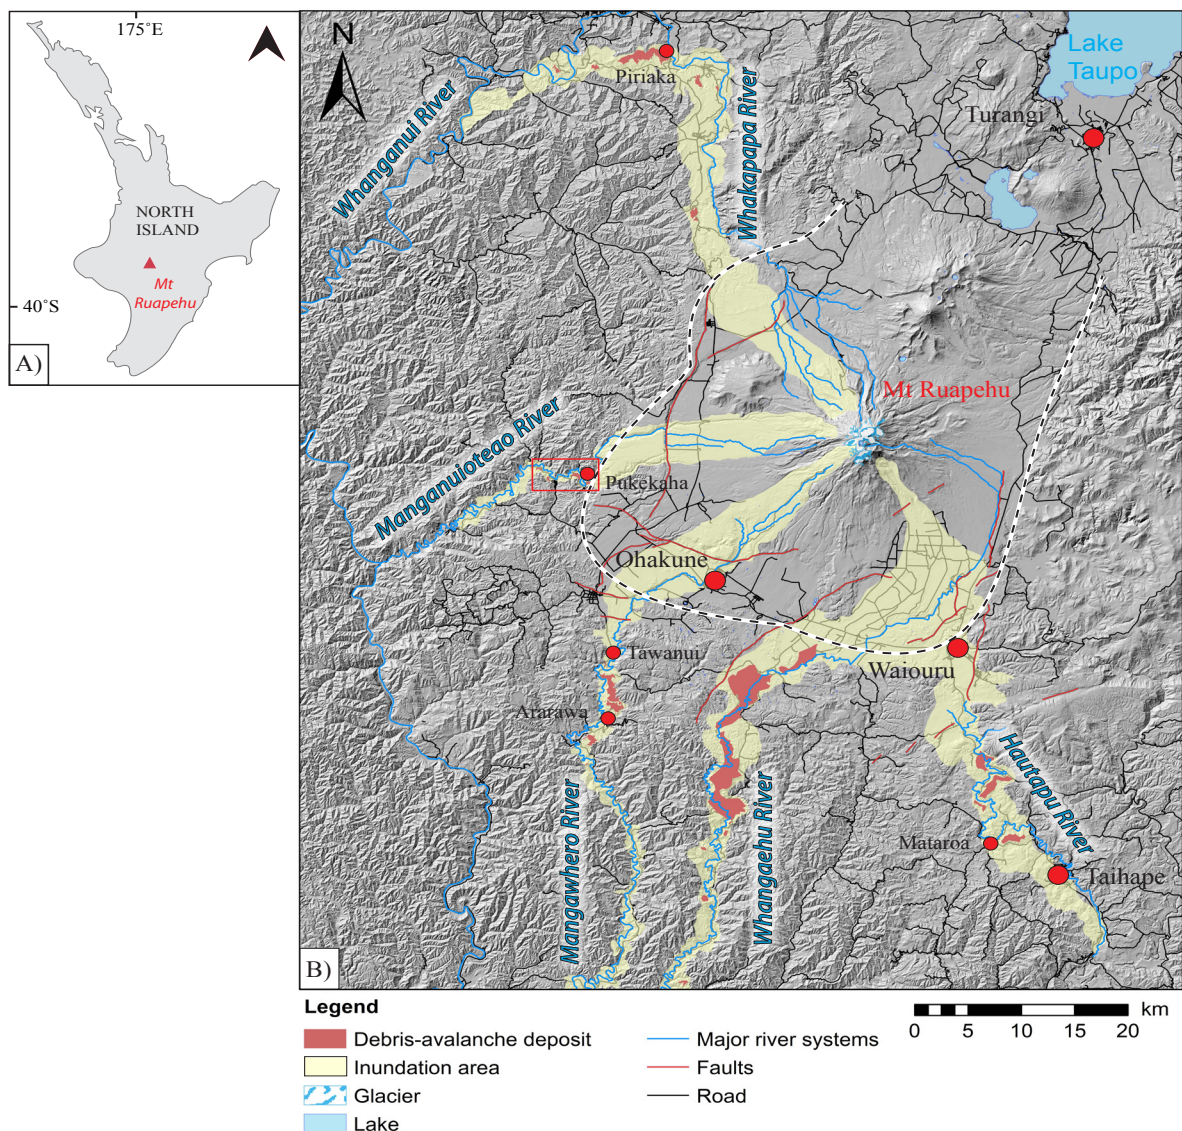 175°E
NORTH
ISLAND
Mt
Ruapehu
40°S
A)
N
Lake
Taupo
Turangi
Piriaka
Whanganui River
Whakapapa River
Mt Ruapehu
Manganuioteao River
Pukekaha
Ohakune
Tawanui
Waiouru
Ararawa
Hautapu River
Mangawhero River
Whangaehu River
Mataroa
Taihape
B)
Legend
Debris-avalanche deposit
Inundation area
Glacier
Lake
Major river systems
Faults
Road
km
0 5 10 15 20